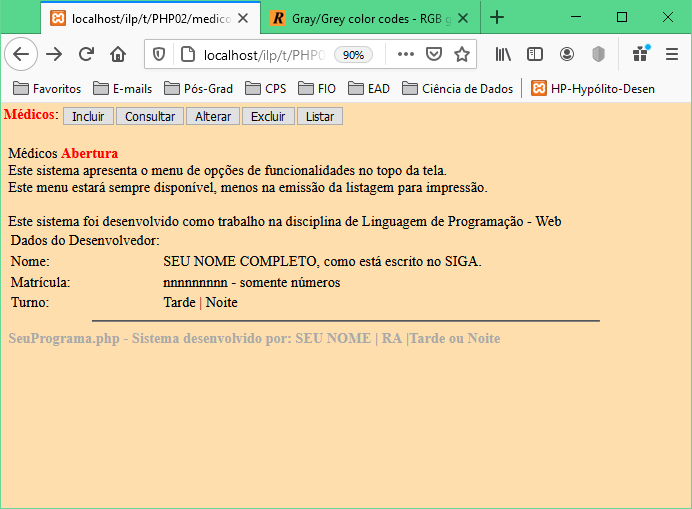 localhost/ilp/t/PHP02/medico
Gray/Grey color codes - RGB g
localhost/ilp/t/PHP0
90%
Favoritos
E-mails
Pós-Grad
CPS
FIO
EAD
Ciência de Dados
HP-Hypólito-Desen
Médicos: Incluir Consultar Alterar Excluir Listar
Médicos Abertura
Este sistema apresenta o menu de opções de funcionalidades no topo da tela.
Este menu estará sempre disponível, menos na emissão da listagem para impressão.
Este sistema foi desenvolvido como trabalho na disciplina de Linguagem de Programação - Web
Dados do Desenvolvedor:
Nome: SEU NOME COMPLETO, como está escrito no SIGA.
Matrícula: nnnnnnnnn - somente números
Turno: Tarde | Noite
SeuPrograma.php - Sistema desenvolvido por: SEU NOME | RA |Tarde ou Noite